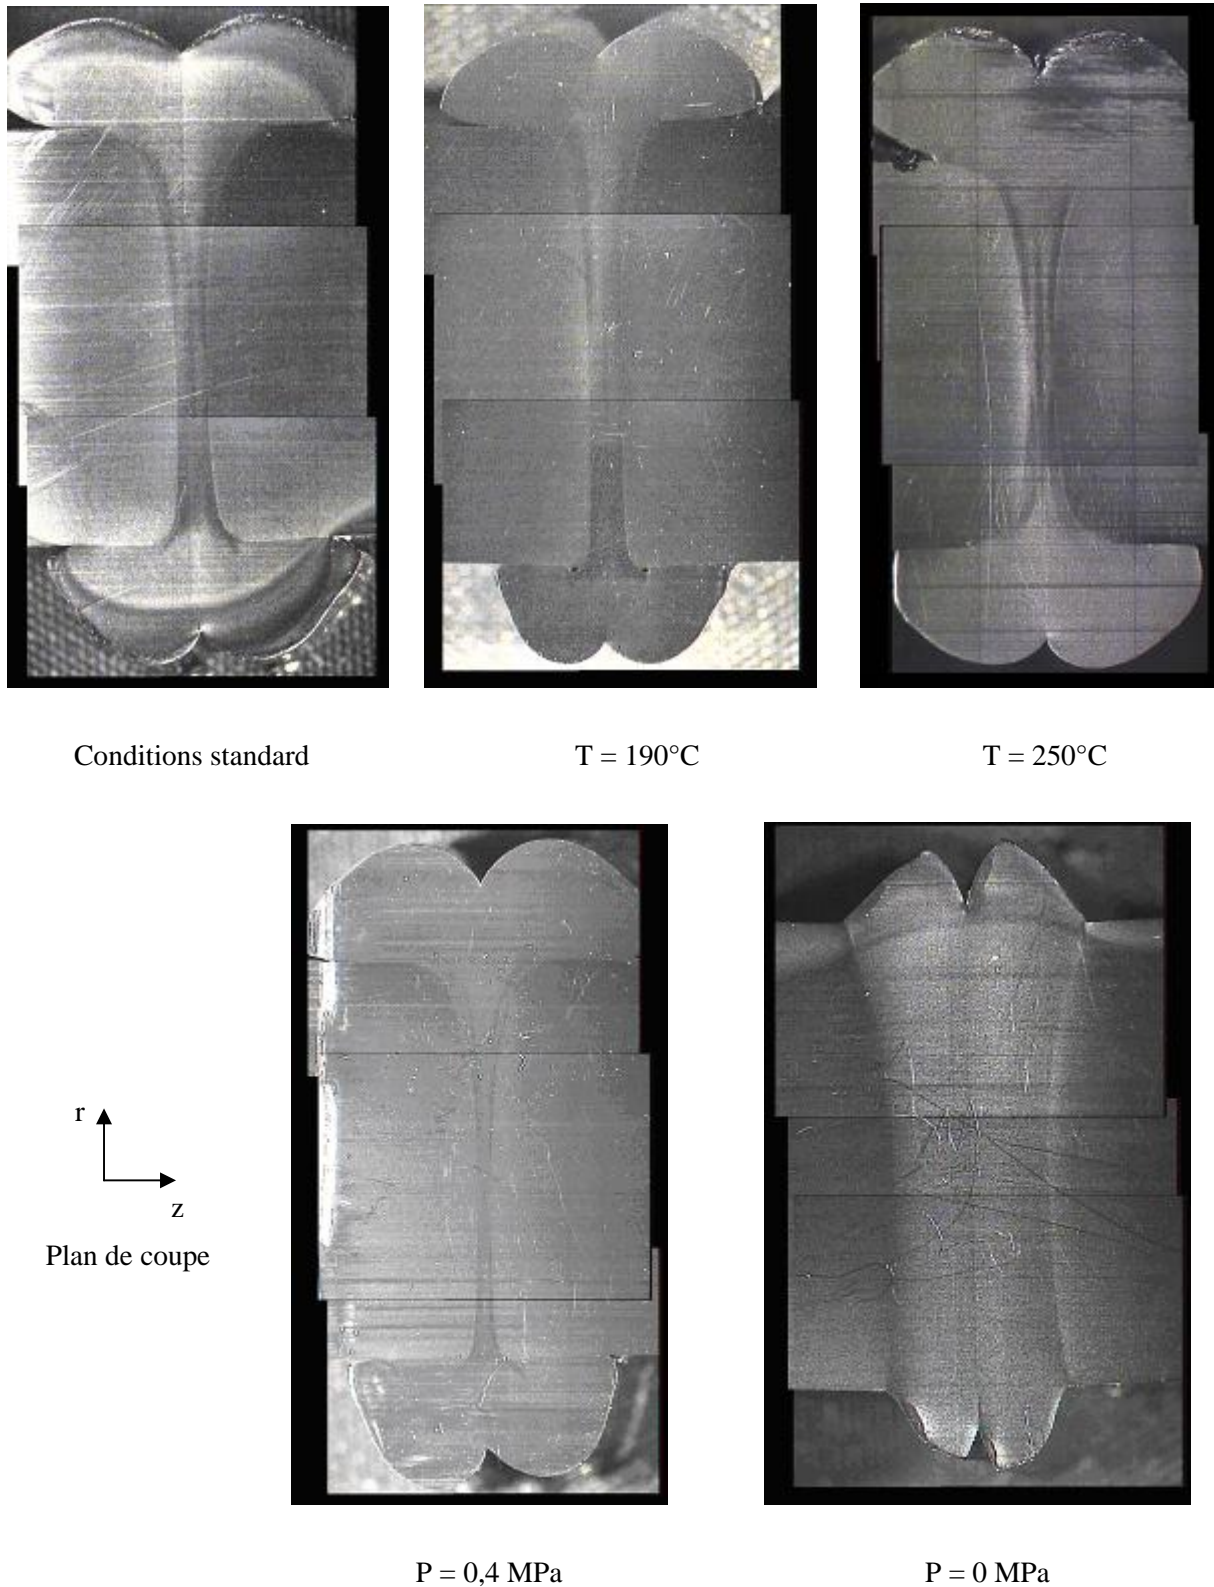 Conditions standard
T = 190°C
T = 250°C
r
z
Plan de coupe
P = 0,4 MPa
P = 0 MPa